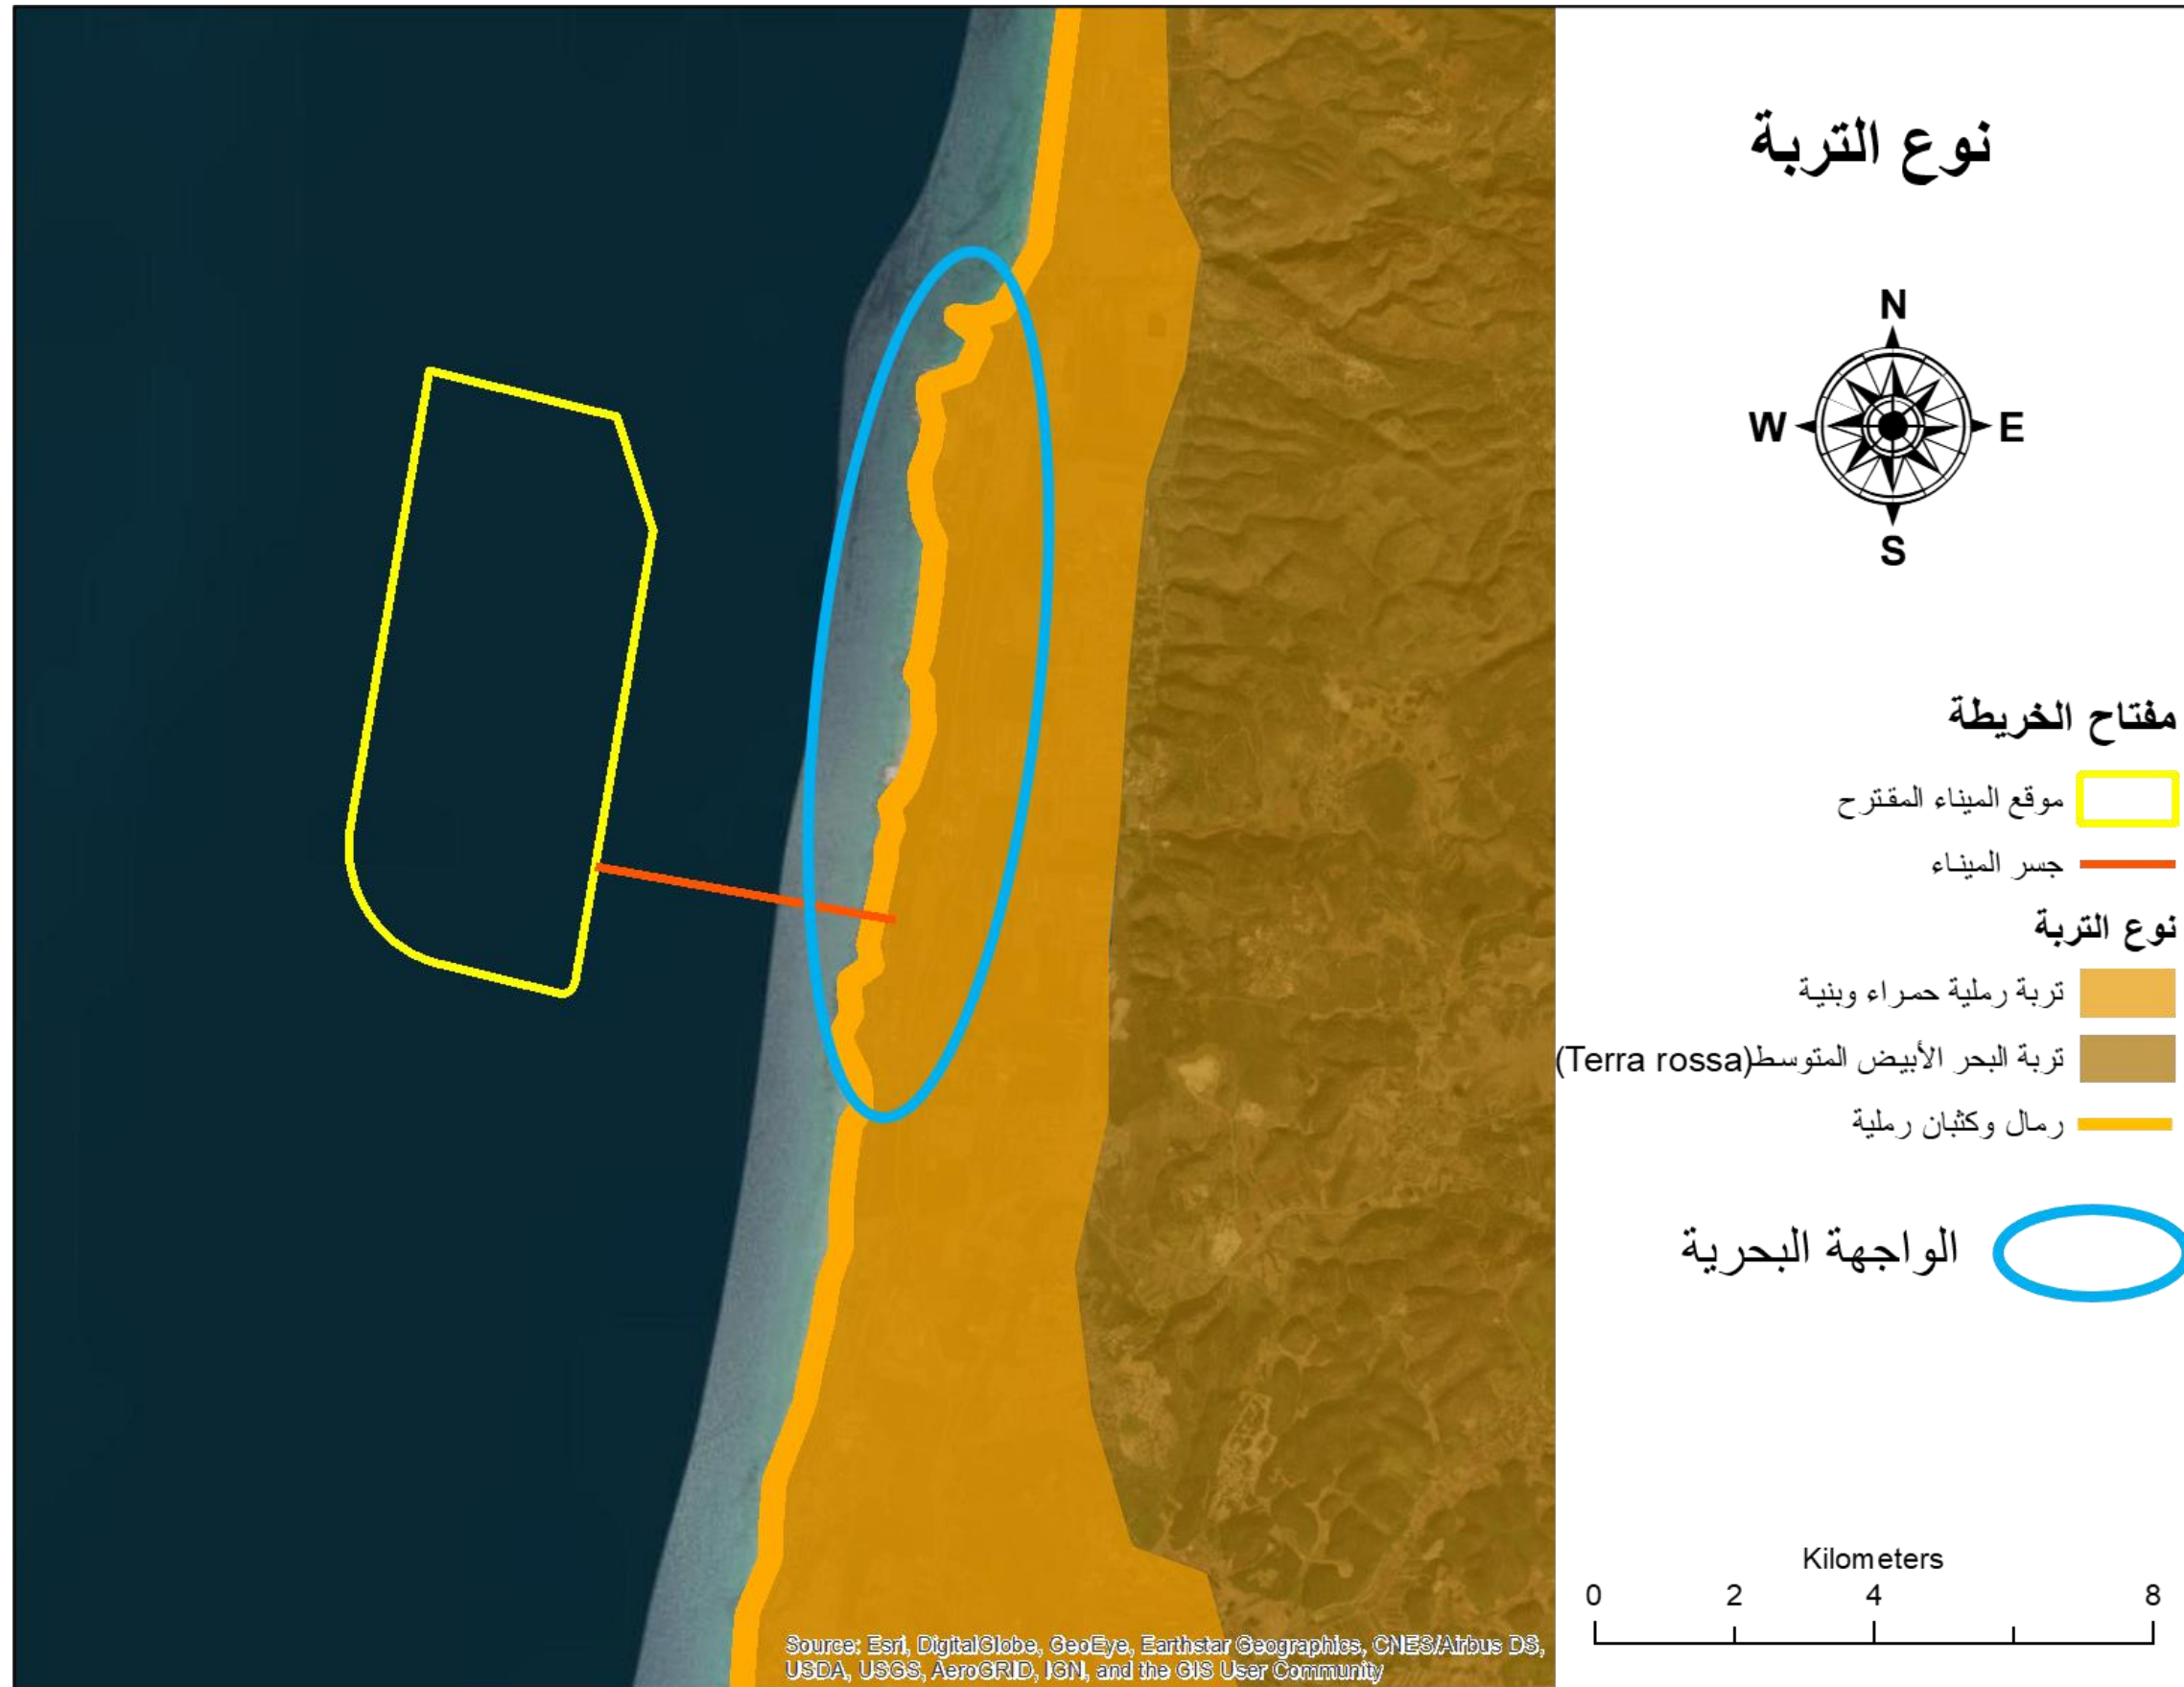 نوع التربة
N
W E
S
مفتاح الخريطة
موقع الميناء المقترح
جسر الميناء
نوع التربة
تربة رملية حمراء وبنية
تربة البحر الأبيض المتوسط(Terra rossa)
رمال وكثبان رملية
الواجهة البحرية
Kilometers
0 2 4 8
Source: Esri, DigitalGlobe, GeoEye, Earthstar Geographics, CNES/Airbus DS,
USDA, USGS, AeroGRID, IGN, and the GIS User Community